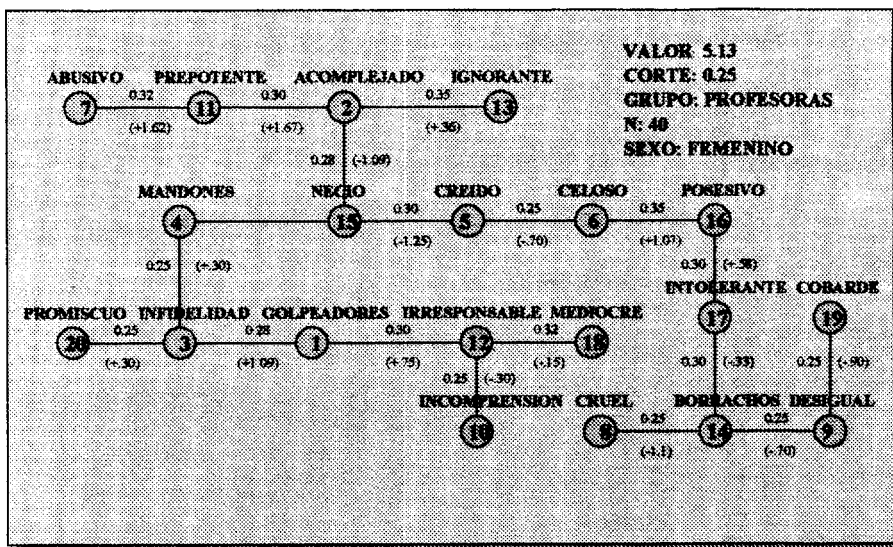 VALOR 5.13
CORTE: 0.25
GRUPO: PROFESORAS
N: 40
SEXO: FEMENINO
ABUSIVO PREPOTENTE ACOMPLEJADO IGNORANTE
0.32 0.30 0.35
7 11 2 13
(+1.62) (+1.67) (+.36)
0.28 (-1.09)
MANDONES NECIO CREIDO CELOSO POSESIVO
0.30 0.25 0.35
4 15 5 6 16
(-1.25) (-.70) (+1.07)
0.25 (+.30) 0.30 (+.58)
INTOLERANTE COBARDE
17 19
PROMISCUO INFIDELIDAD GOLPEADORES IRRESPONSABLE MEDIOCRE
0.25 0.28 0.30 0.32
20 3 1 12 18
(+.30) (+1.09) (+.75) (-.15)
0.30 (-.33) 0.25 (-.90)
0.25 (-.30)
INCOMPRENSION CRUEL BORRACHOS DESIGUAL
0.25 0.25
10 8 14 9
(-1.1) (-.70)